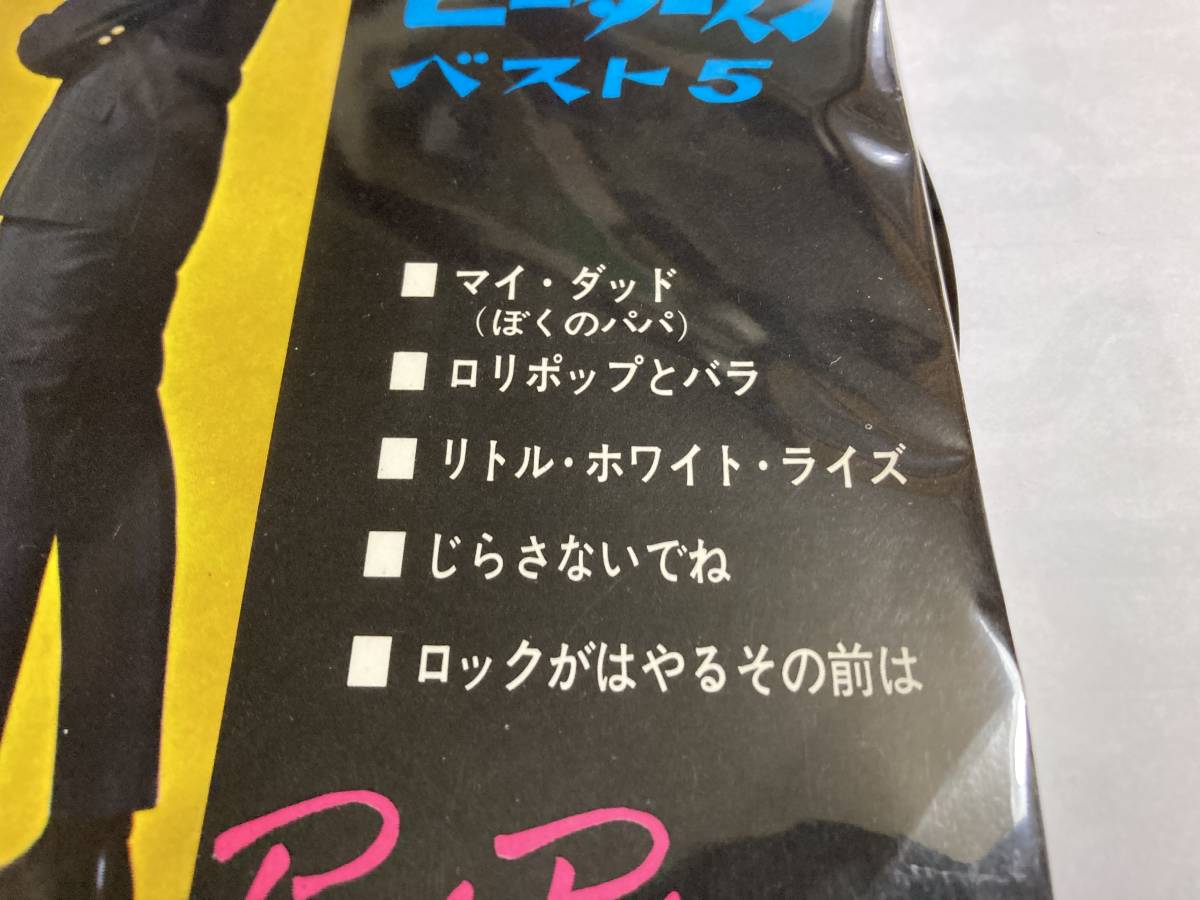 ベスト5
■ マイ・ダッド
(ぼくのパパ)
■ ロリポップとバラ
■ リトル・ホワイト・ライズ
■ じらさないでね
■ ロックがはやるその前は